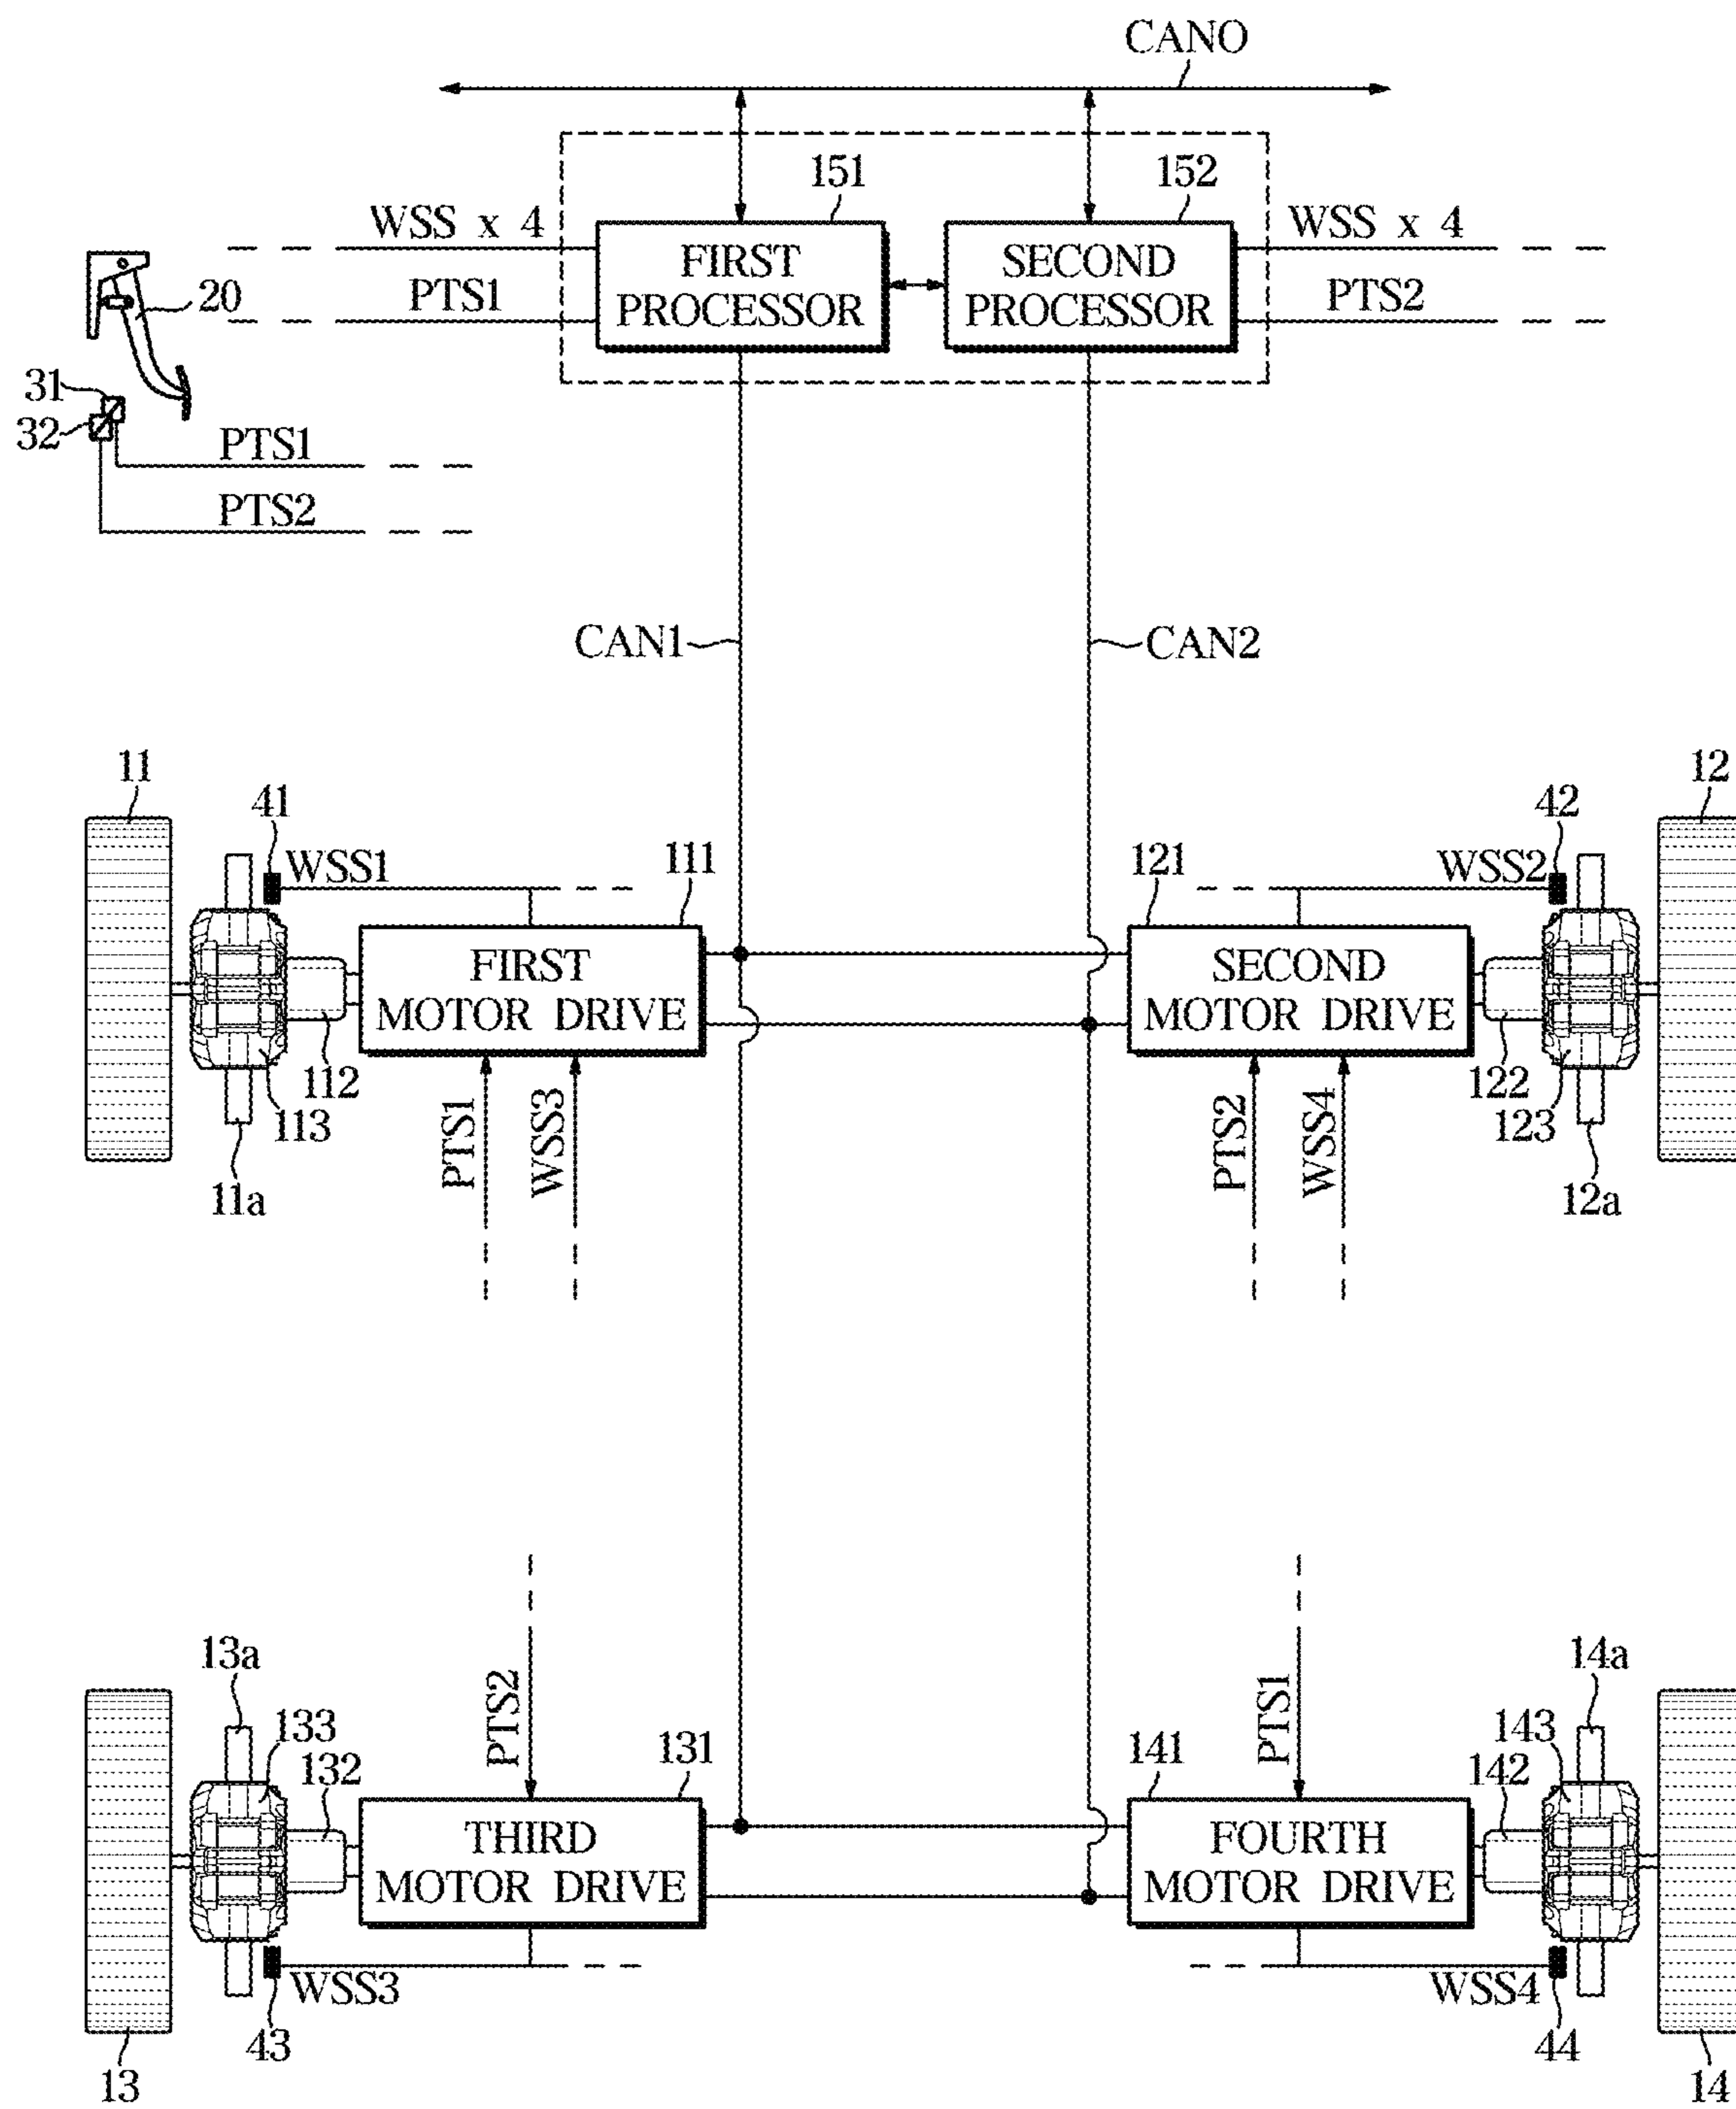 CANO
151
152
WSS x 4
WSS x 4
FIRST
PROCESSOR
SECOND
PROCESSOR
20
PTS1
PTS2
31
32
PTS1
PTS2
CAN1
CAN2
11
12
41
42
WSS1
111
121
WSS2
FIRST
MOTOR DRIVE
SECOND
MOTOR DRIVE
112
113
122
123
PTS1
WSS3
PTS2
WSS4
11a
12a
13a
14a
133
132
PTS2
131
141
PTS1
143
142
THIRD
MOTOR DRIVE
FOURTH
MOTOR DRIVE
WSS3
WSS4
43
44
13
14